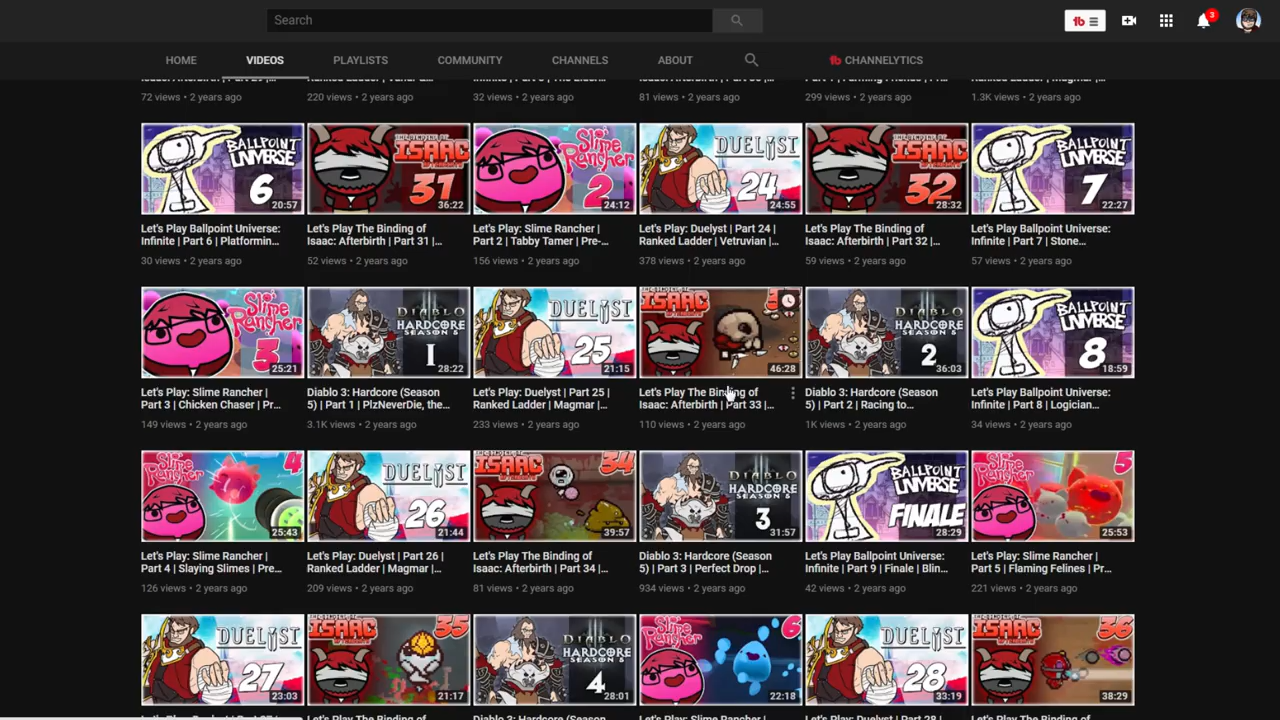 Search
3
HOME VIDEOS PLAYLISTS COMMUNITY CHANNELS ABOUT CHANNELYTICS
72 views • 2 years ago
220 views • 2 years ago
32 views • 2 years ago
81 views • 2 years ago
299 views • 2 years ago
1.3K views • 2 years ago
BALLPOINT UNIVERSE 6 20:57
ISAAC 31 36:22
Slime Rancher 2 24:12
DUELYST 24 24:55
ISAAC 32 28:32
BALLPOINT UNIVERSE 7 22:27
Let's Play Ballpoint Universe:
Infinite | Part 6 | Platformin...
30 views • 2 years ago
Let's Play The Binding of
Isaac: Afterbirth | Part 31 |...
52 views • 2 years ago
Let's Play: Slime Rancher |
Part 2 | Tabby Tamer | Pre-...
156 views • 2 years ago
Let's Play: Duelyst | Part 24 |
Ranked Ladder | Vetruvian |...
378 views • 2 years ago
Let's Play The Binding of
Isaac: Afterbirth | Part 32 |...
59 views • 2 years ago
Let's Play Ballpoint Universe:
Infinite | Part 7 | Stone...
57 views • 2 years ago
Slime Rancher 3 25:21
DIABLO HARDCORE SEASON 5 I 28:22
DUELYST 25 21:15
ISAAC 46:28
DIABLO HARDCORE SEASON 5 2 36:03
BALLPOINT UNIVERSE 8 18:59
Let's Play: Slime Rancher |
Part 3 | Chicken Chaser | Pr...
149 views • 2 years ago
Diablo 3: Hardcore (Season
5) | Part 1 | PlzNeverDie, the...
3.1K views • 2 years ago
Let's Play: Duelyst | Part 25 |
Ranked Ladder | Magmar |...
233 views • 2 years ago
Let's Play The Binding of
Isaac: Afterbirth | Part 33 |...
110 views • 2 years ago
Diablo 3: Hardcore (Season
5) | Part 2 | Racing to...
1K views • 2 years ago
Let's Play Ballpoint Universe:
Infinite | Part 8 | Logician...
34 views • 2 years ago
Slime Rancher 4 25:43
DUELYST 26 21:44
ISAAC 34 39:57
DIABLO HARDCORE SEASON 5 3 31:57
BALLPOINT UNIVERSE FINALE 28:29
Slime Rancher 5 25:53
Let's Play: Slime Rancher |
Part 4 | Slaying Slimes | Pre...
126 views • 2 years ago
Let's Play: Duelyst | Part 26 |
Ranked Ladder | Magmar |...
209 views • 2 years ago
Let's Play The Binding of
Isaac: Afterbirth | Part 34 |...
81 views • 2 years ago
Diablo 3: Hardcore (Season
5) | Part 3 | Perfect Drop |...
934 views • 2 years ago
Let's Play Ballpoint Universe:
Infinite | Part 9 | Finale | Blin...
42 views • 2 years ago
Let's Play: Slime Rancher |
Part 5 | Flaming Felines | Pr...
221 views • 2 years ago
DUELYST 27 23:03
ISAAC 35 21:17
DIABLO HARDCORE SEASON 5 4 28:01
Slime Rancher 6 22:18
DUELYST 28 33:19
ISAAC 36 38:29